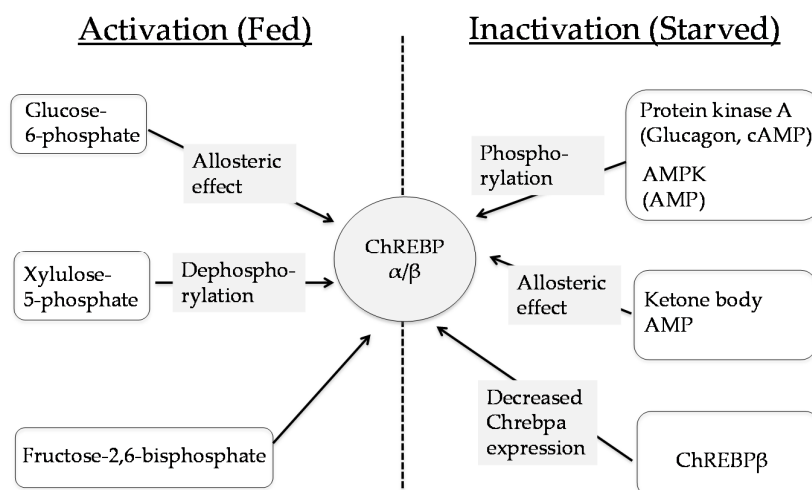 Activation (Fed)
Inactivation (Starved)
Glucose-
6-phosphate
Allosteric
effect
Xylulose-
5-phosphate
Dephospho-
rylation
Fructose-2,6-bisphosphate
ChREBP
α/β
Protein kinase A
(Glucagon, cAMP)
AMPK
(AMP)
Phospho-
rylation
Ketone body
AMP
Allosteric
effect
Decreased
Chrebpa
expression
ChREBPβ